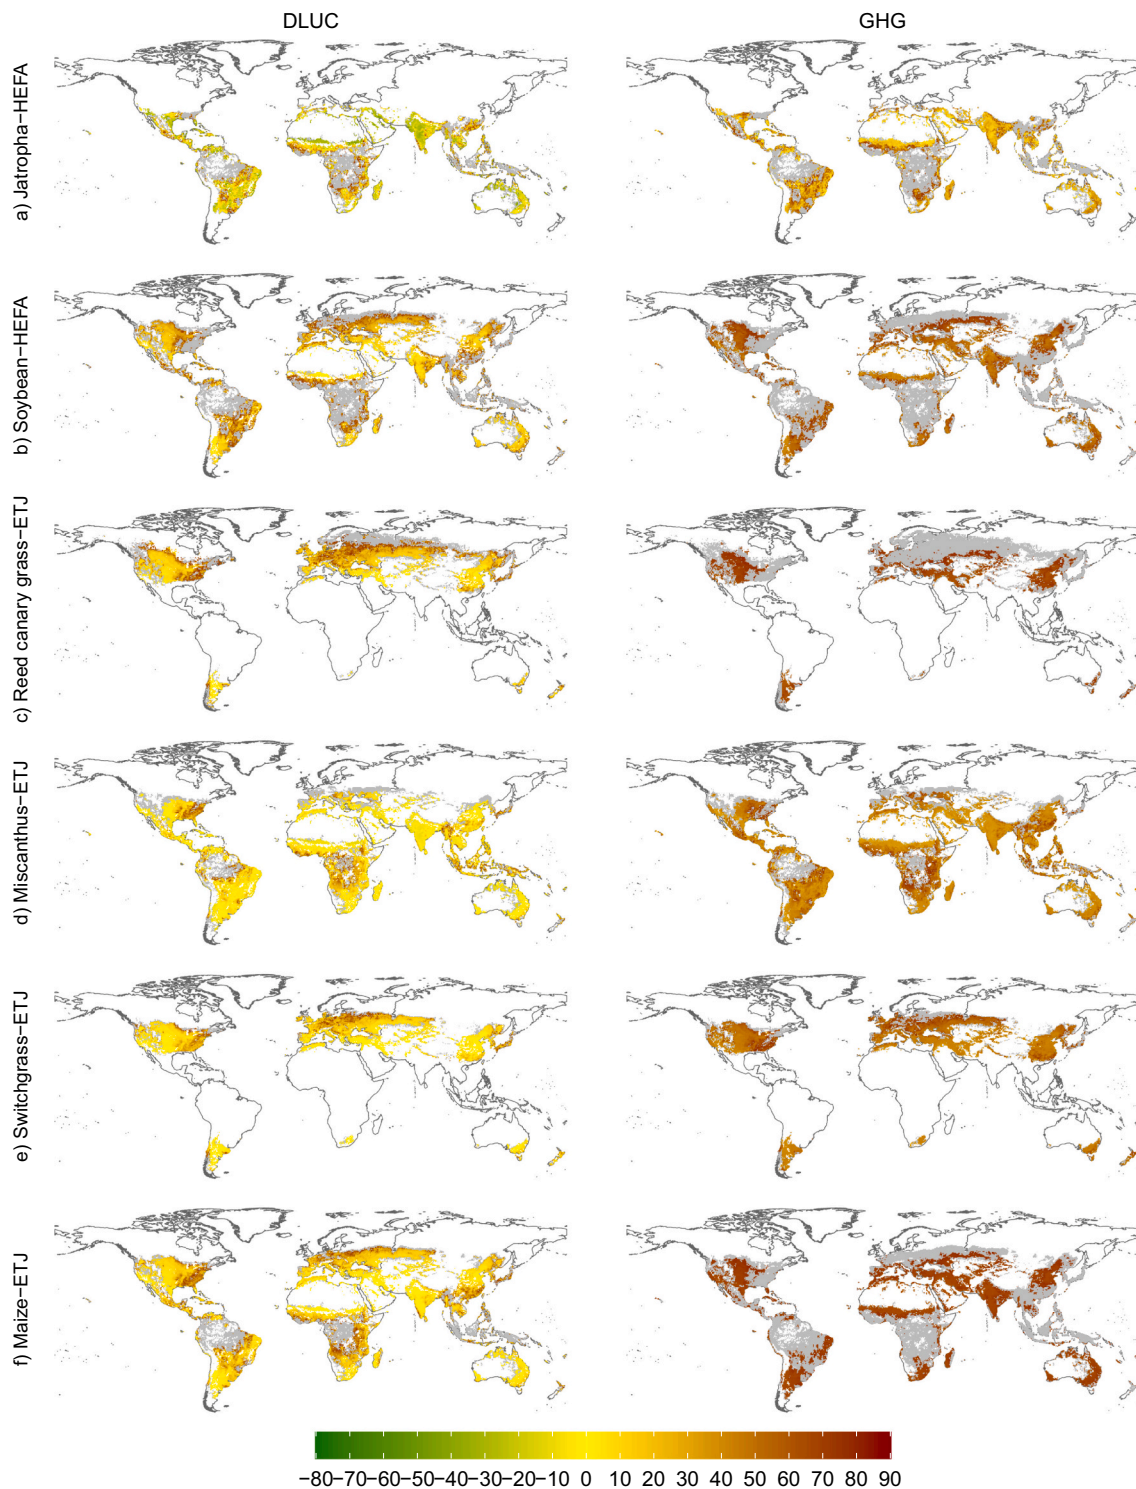 DLUC
GHG
a) Jatropha−HEFA
b) Soybean−HEFA
c) Reed canary grass−ETJ
d) Miscanthus−ETJ
e) Switchgrass−ETJ
f) Maize−ETJ
−80−70−60−50−40−30−20−10 0 10 20 30 40 50 60 70 80 90